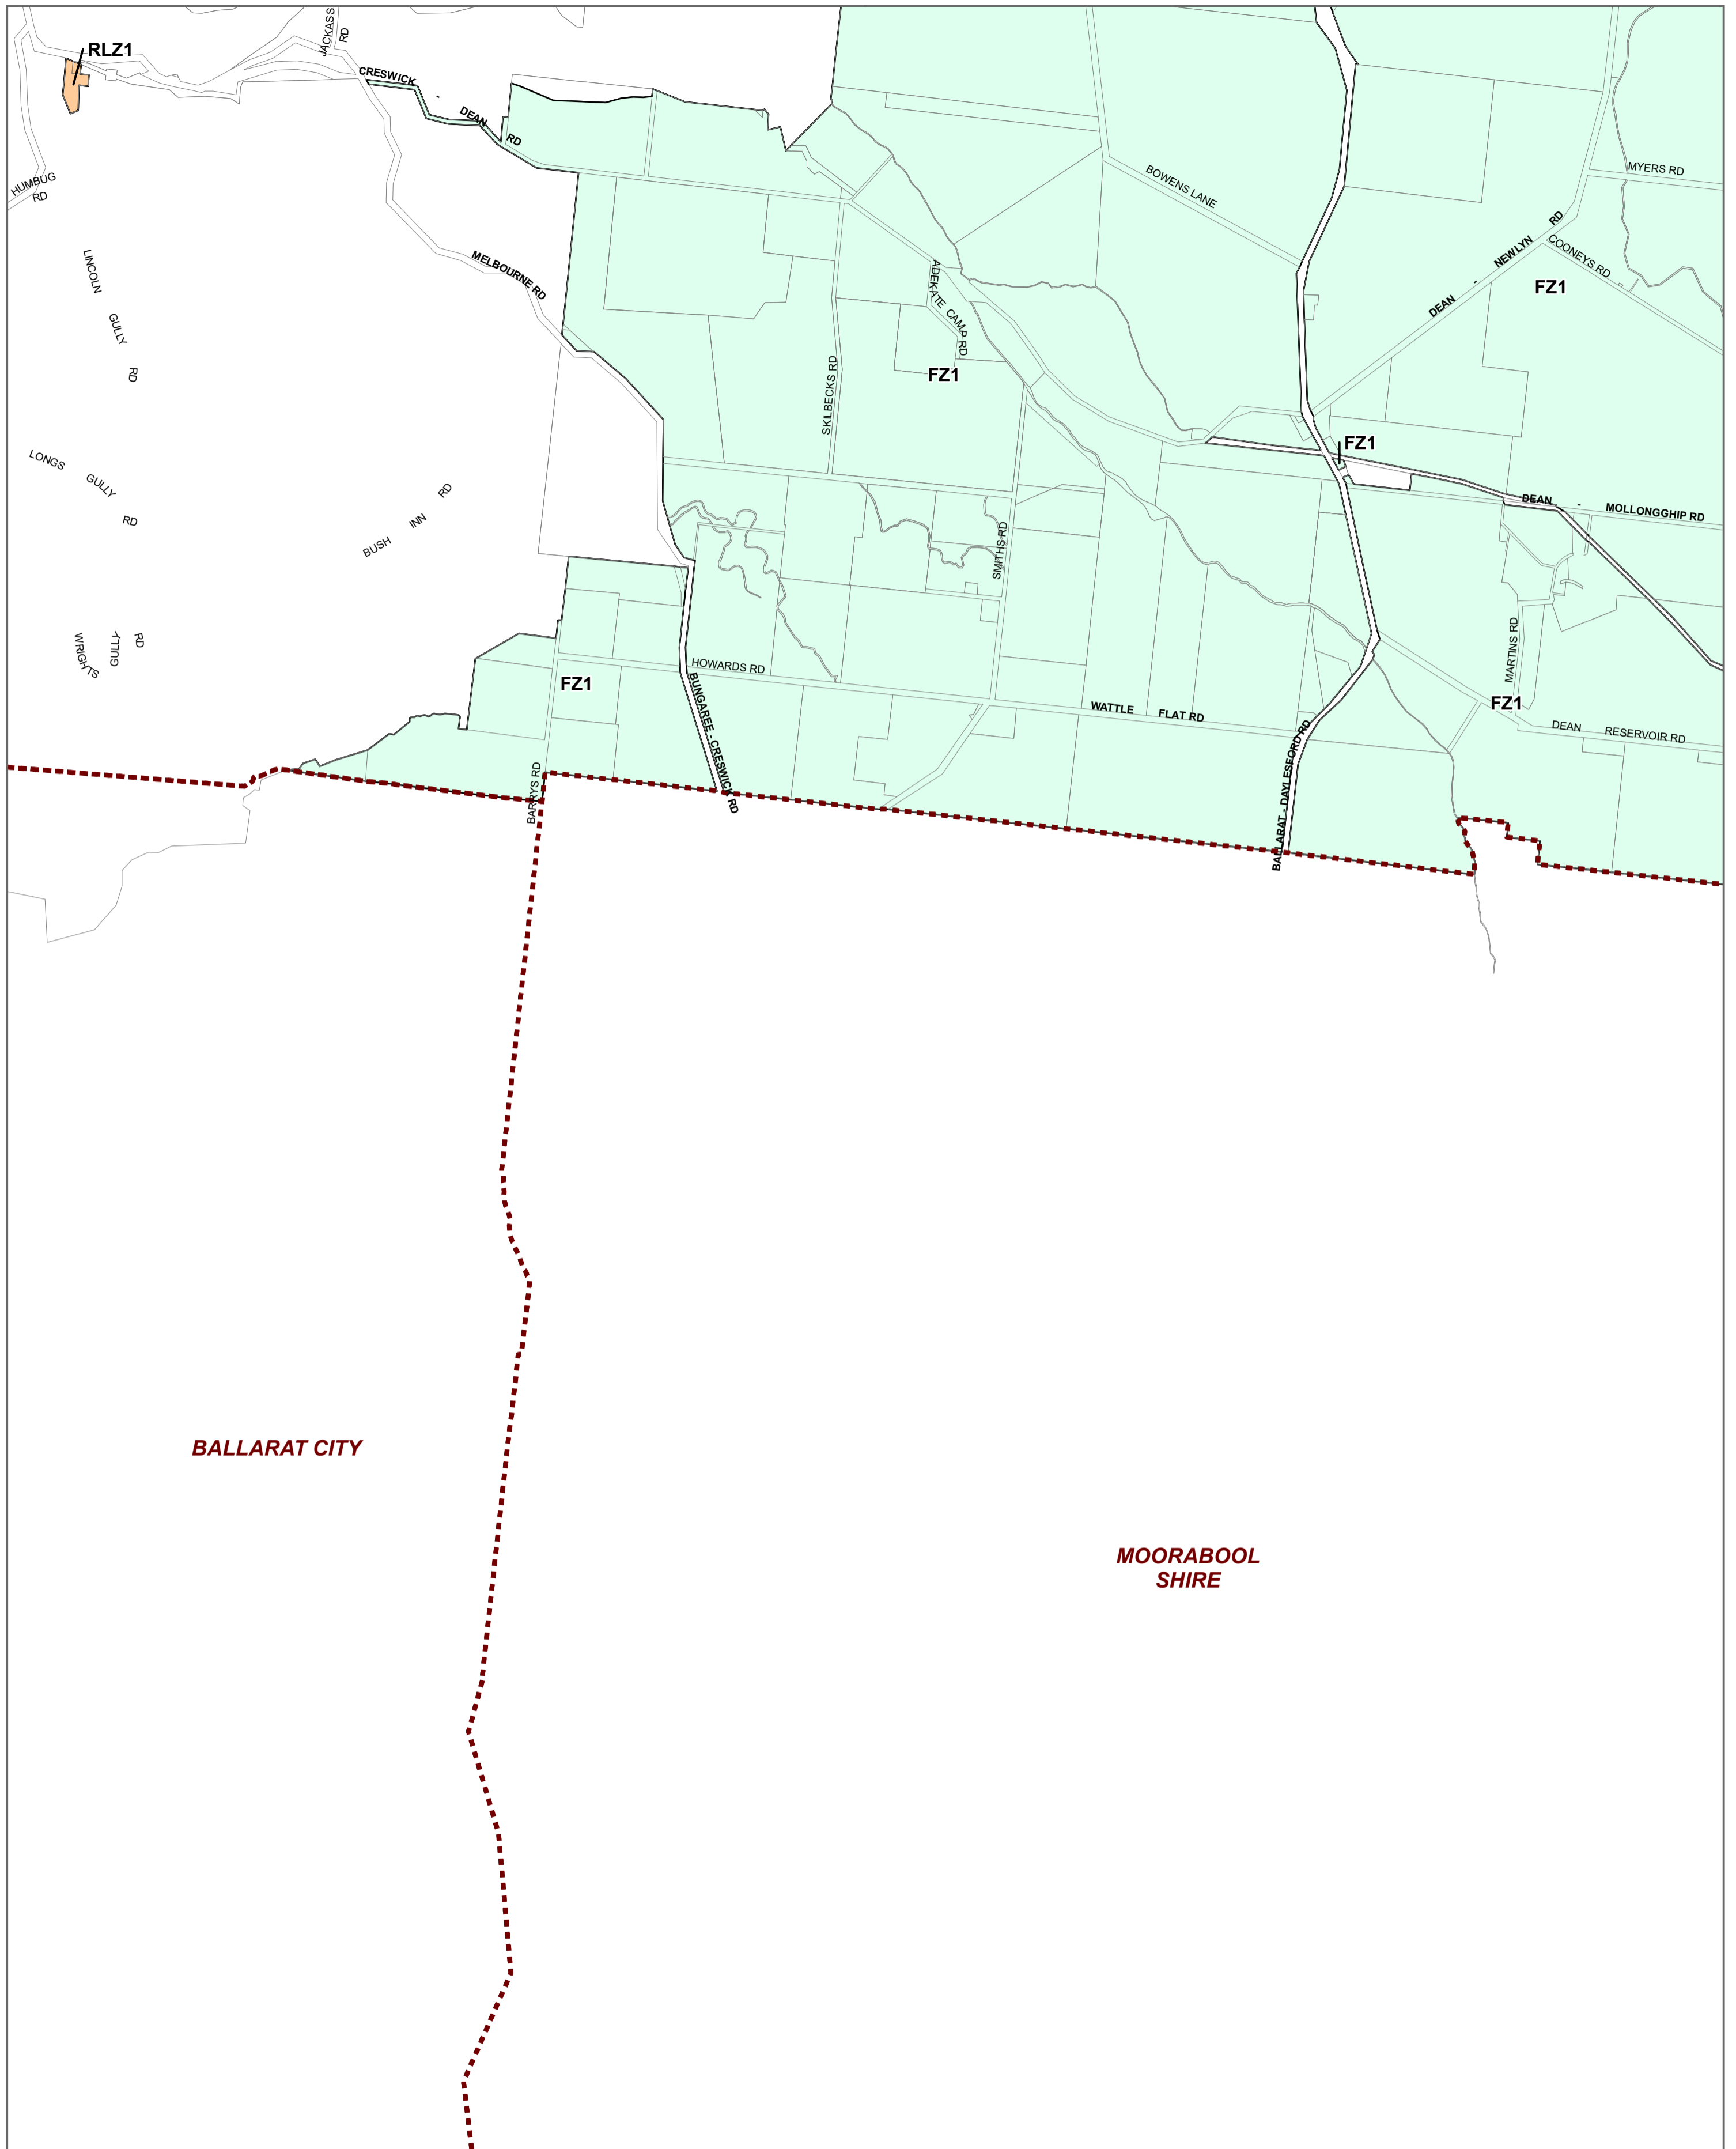 JACKASS
RD
RLZ1
CRESWICK
-
DEAN
RD
HUMBUG
RD
MYERS RD
BOWENS LANE
LINCOLN
GULLY
RD
MELBOURNE RD
ADEKATE CAMP RD
DEAN
-
NEWLYN
RD
COONEYS RD
FZ1
SKILBECKS RD
FZ1
FZ1
LONGS
GULLY
RD
BUSH
INN
RD
DEAN
-
MOLLONGGHIP RD
SMITHS RD
WRIGHTS
GULLY
RD
HOWARDS RD
MARTINS RD
FZ1
BUNGAREE - CRESWICK RD
WATTLE
FLAT RD
FZ1
DEAN
RESERVOIR RD
BARRYS RD
BALLARAT - DAYLESFORD RD
BALLARAT CITY
MOORABOOL
SHIRE